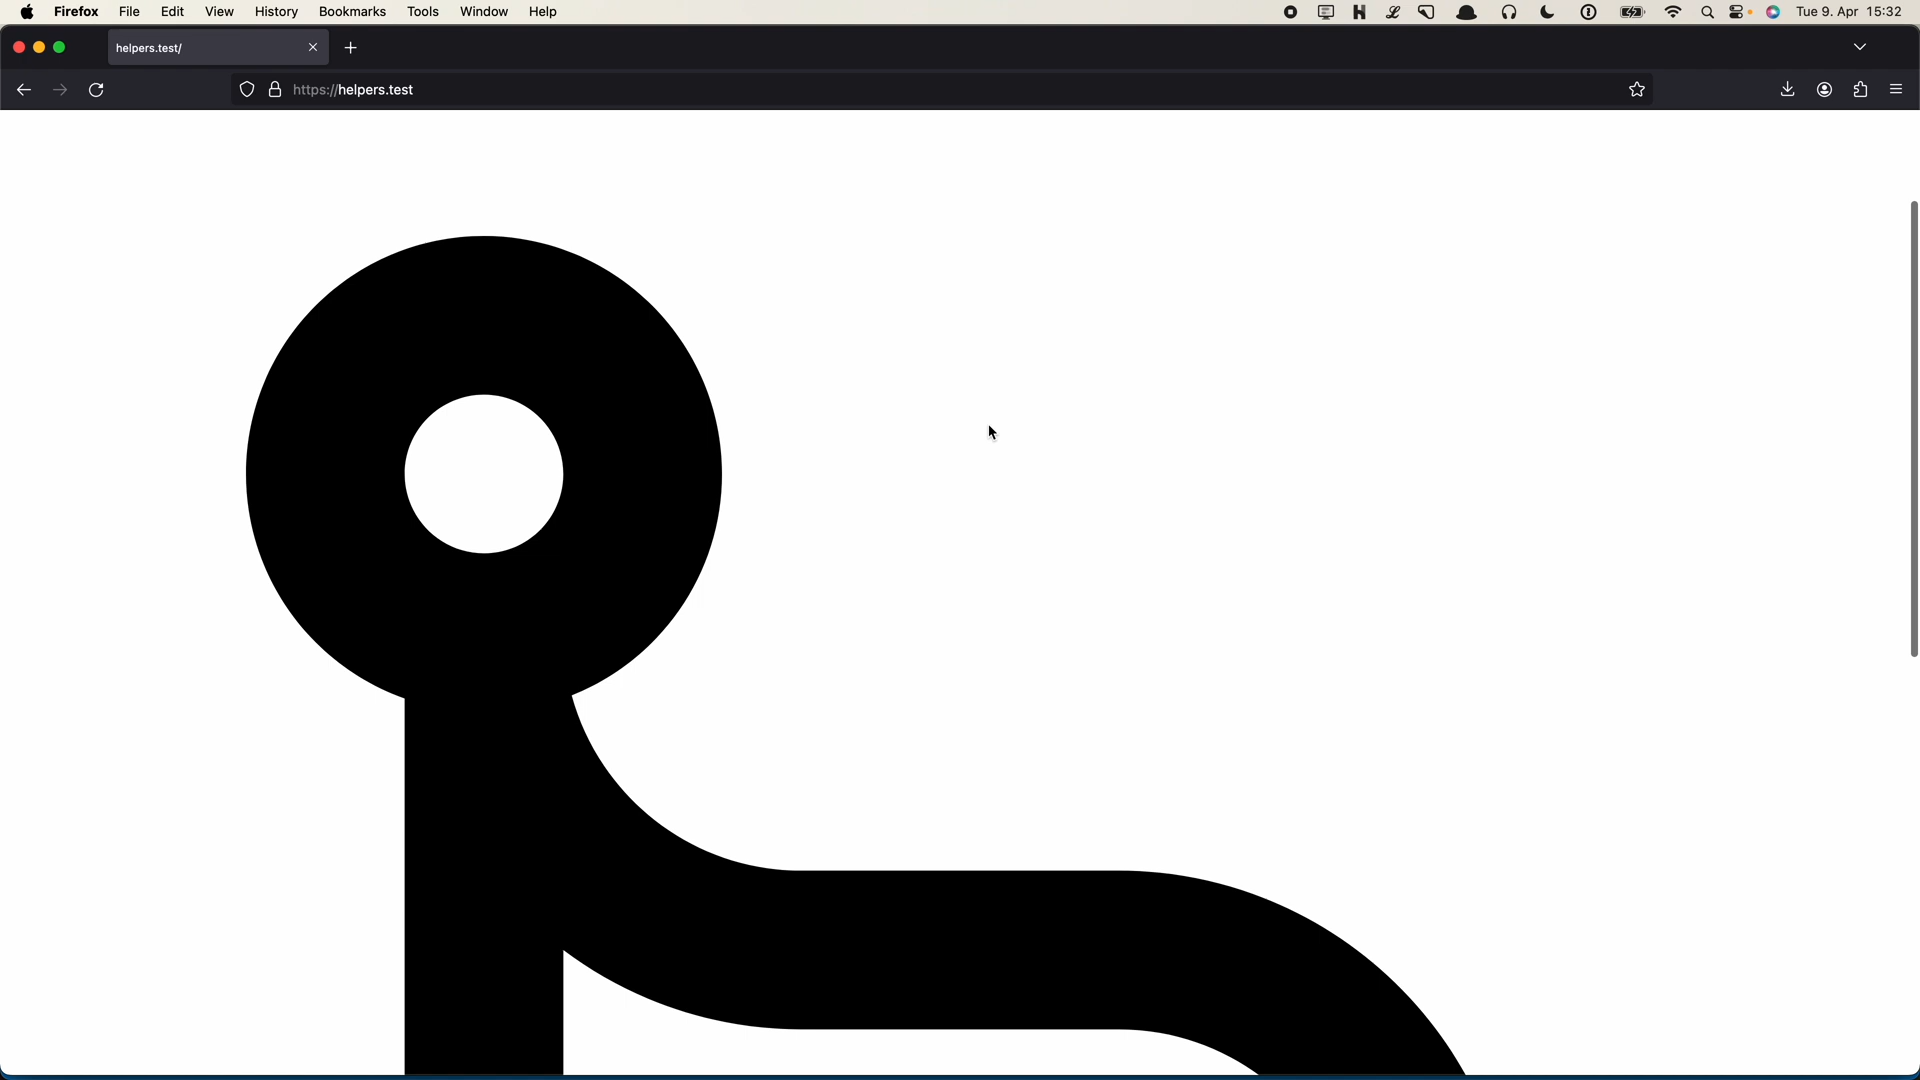 Firefox File Edit View History Bookmarks Tools Window Help Tue 9. Apr 15:32
helpers.test/
https://helpers.test